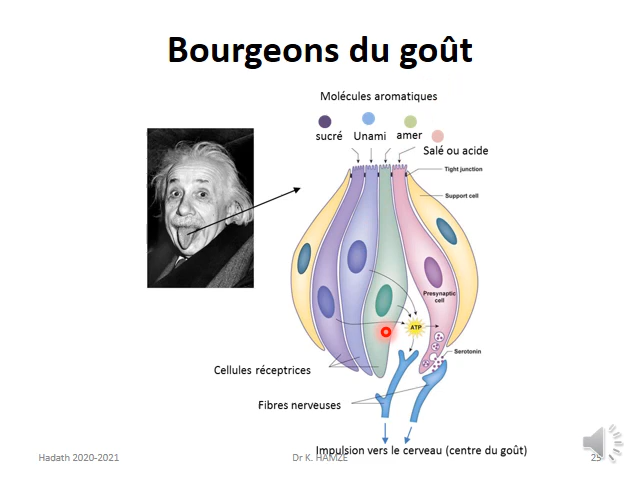 Bourgeons du goût
Molécules aromatiques
sucré
Unami
amer
Salé ou acide
Tight junction
Support cell
Presynaptic
cell
ATP
Serotonin
Cellules réceptrices
Fibres nerveuses
Impulsion vers le cerveau (centre du goût)
Hadath 2020-2021
Dr K. HAMZE